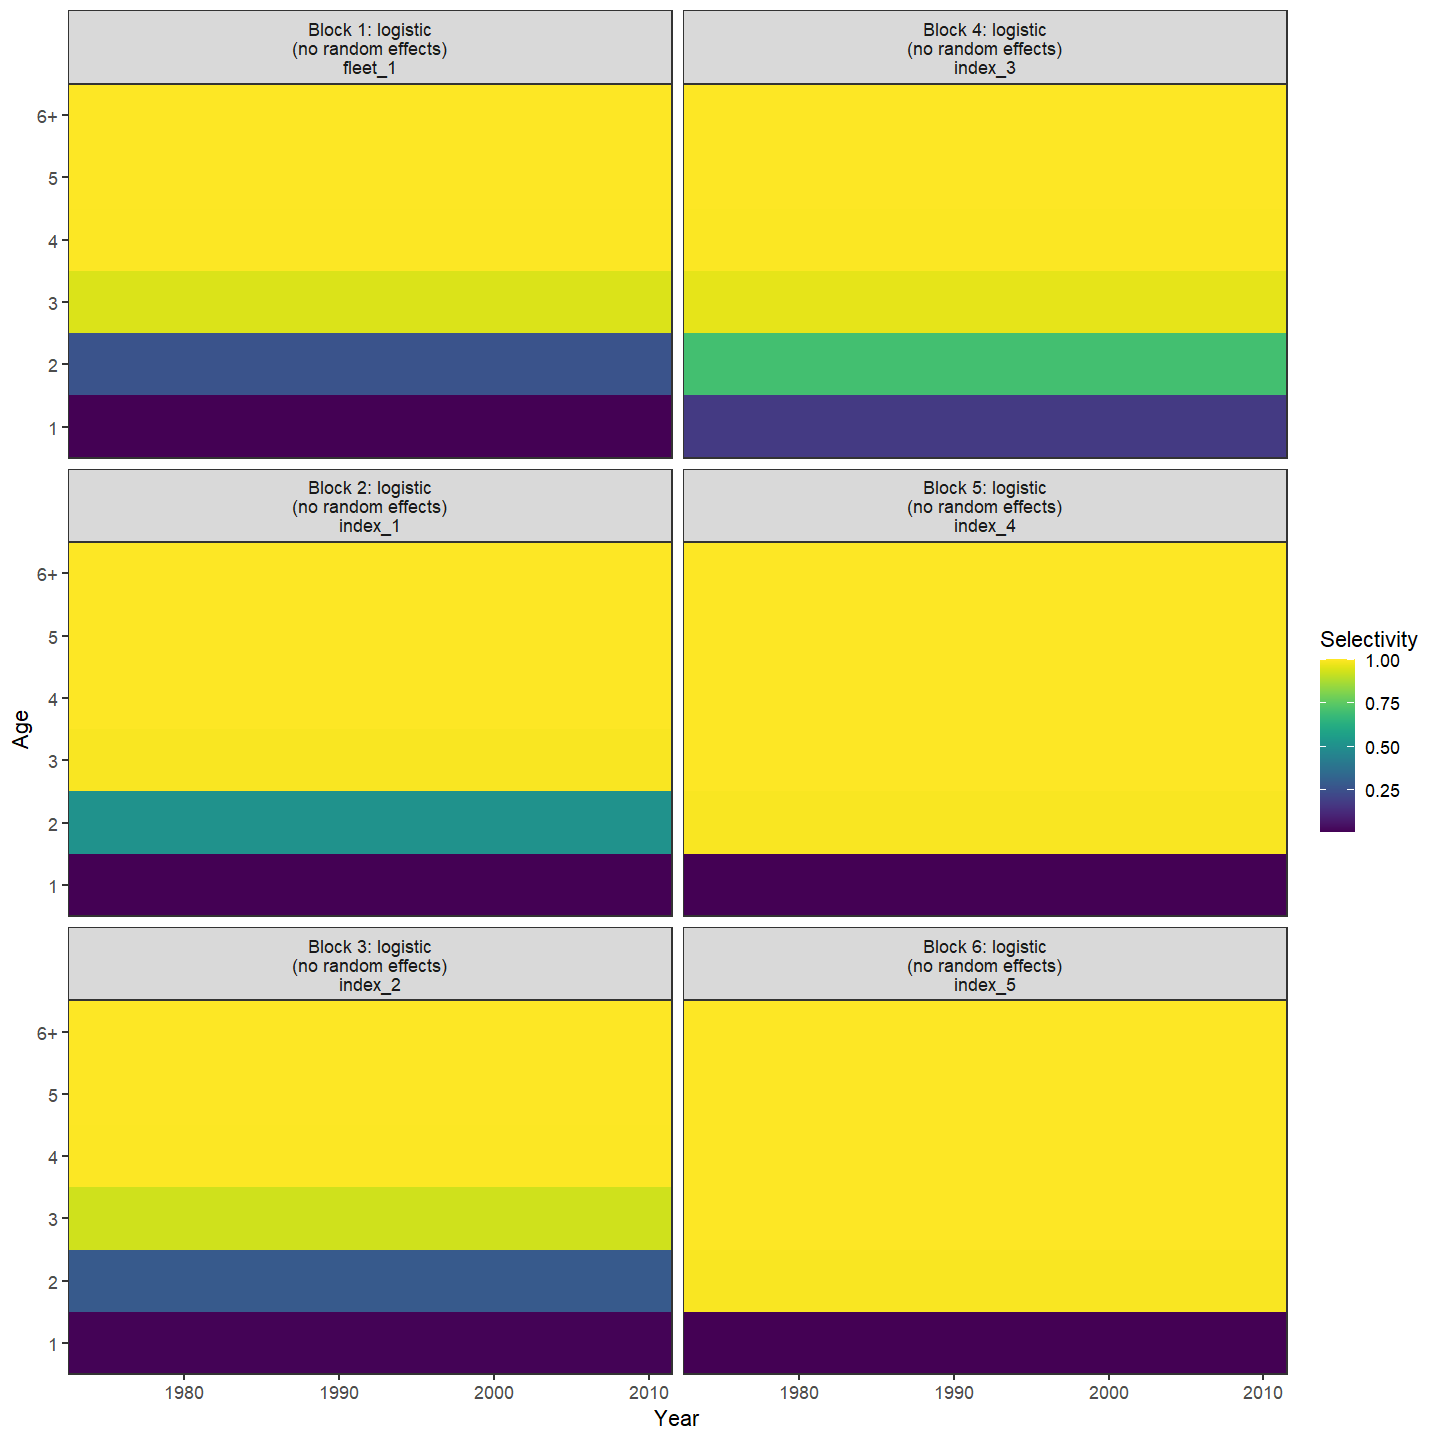 Block 1: logistic
(no random effects)
fleet_1
Block 4: logistic
(no random effects)
index_3
6+
5
4
3
2
1
Block 2: logistic
(no random effects)
index_1
Block 5: logistic
(no random effects)
index_4
6+
5
4
3
2
1
Block 3: logistic
(no random effects)
index_2
Block 6: logistic
(no random effects)
index_5
6+
5
4
3
2
1
1980 1990 2000 2010
1980 1990 2000 2010
Year
Age
Selectivity
1.00
0.75
0.50
0.25